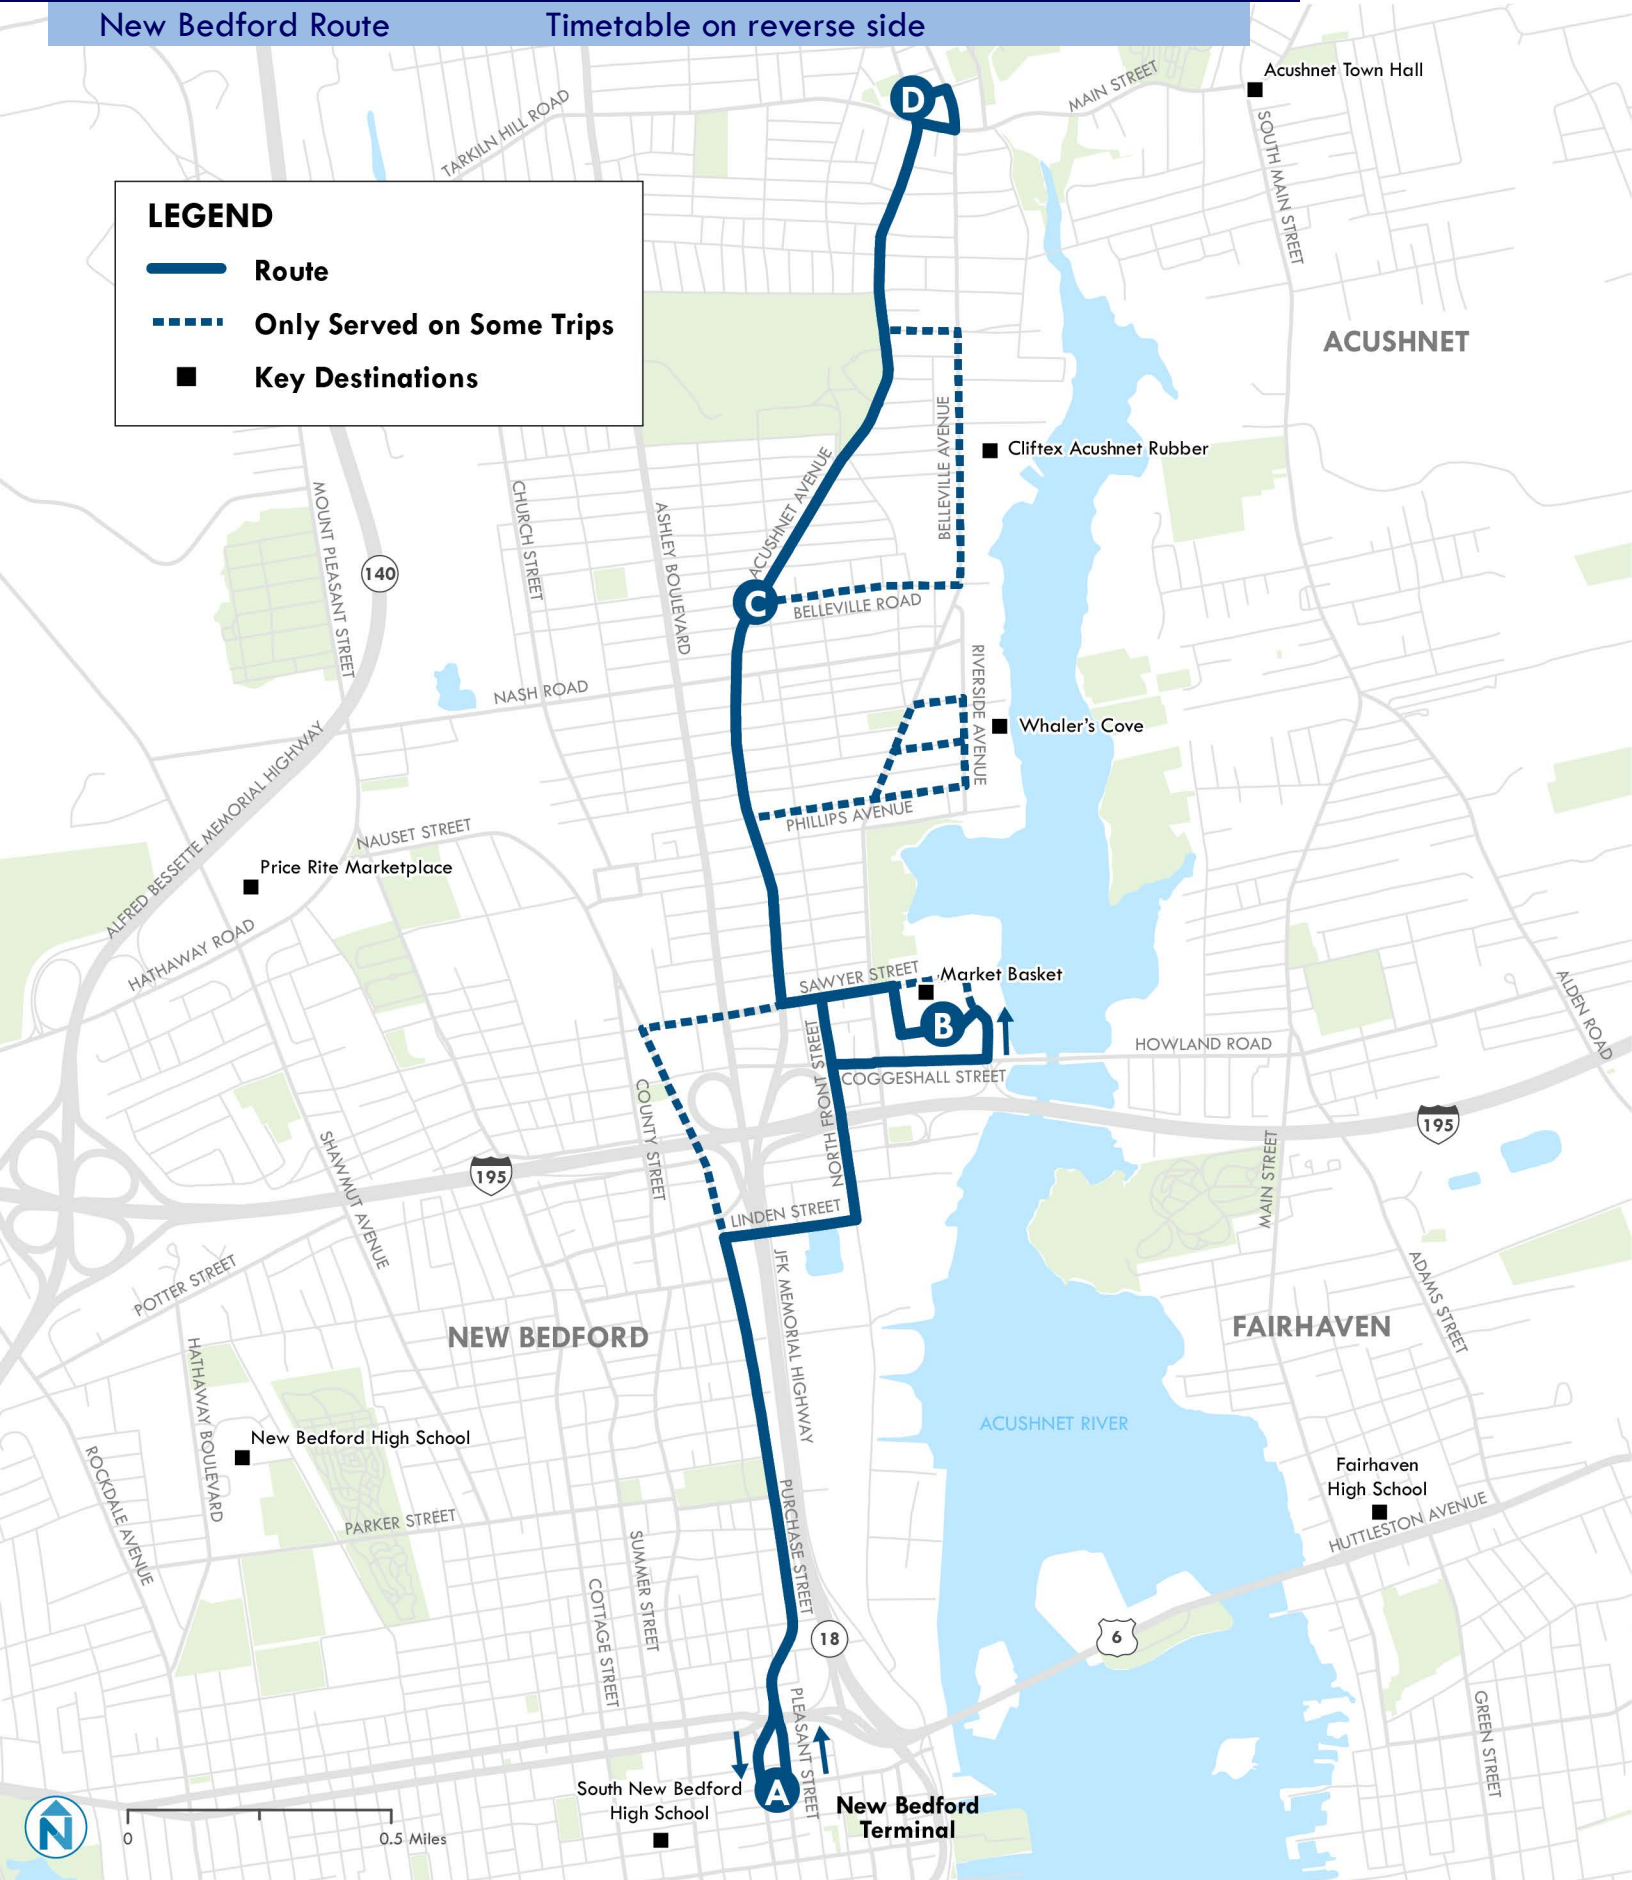 New Bedford Route Timetable on reverse side
Acushnet Town Hall
MAIN STREET
D
TARKILN HILL ROAD
SOUTH MAIN STREET
LEGEND
Route
Only Served on Some Trips
Key Destinations
ACUSHNET
BELLEVILLE AVENUE
Cliftex Acushnet Rubber
ACUSHNET AVENUE
MOUNT PLEASANT STREET
CHURCH STREET
ASHLEY BOULEVARD
140
C
BELLEVILLE ROAD
RIVERSIDE AVENUE
NASH ROAD
Whaler's Cove
ALFRED BESSETTE MEMORIAL HIGHWAY
PHILLIPS AVENUE
NAUSET STREET
Price Rite Marketplace
HATHAWAY ROAD
SAWYER STREET
Market Basket
ALDEN ROAD
B
HOWLAND ROAD
NORTH FRONT STREET
COGGESHALL STREET
COUNTY STREET
195
195
SHAWMUT AVENUE
MAIN STREET
LINDEN STREET
POTTER STREET
JFK MEMORIAL HIGHWAY
ADAMS STREET
NEW BEDFORD
FAIRHAVEN
HATHAWAY BOULEVARD
ACUSHNET RIVER
New Bedford High School
ROCKDALE AVENUE
Fairhaven
High School
PURCHASE STREET
PARKER STREET
HUTTLESTON AVENUE
SUMMER STREET
COTTAGE STREET
18
6
PLEASANT STREET
GREEN STREET
South New Bedford
High School
A
New Bedford
Terminal
N
0 0.5 Miles